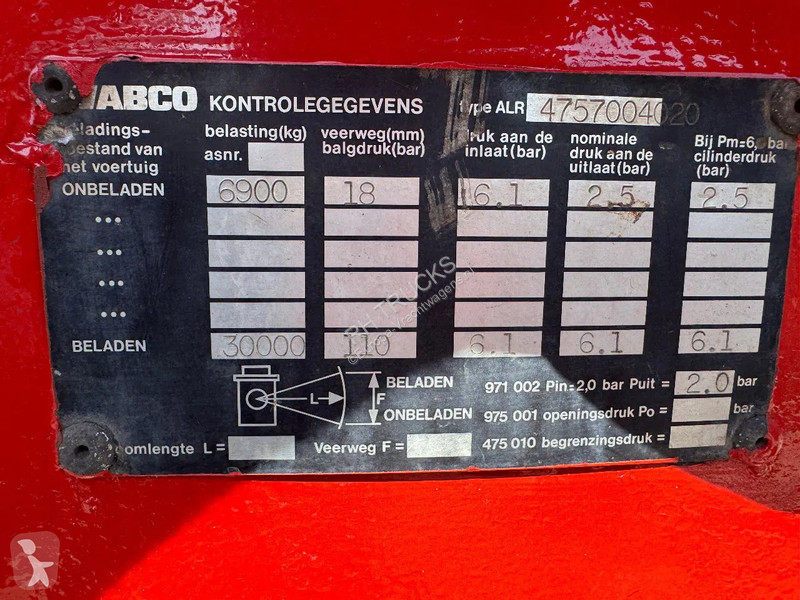 WABCO KONTROLEGEGEVENS type ALR 4757004020
beladings- belasting(kg) veerweg(mm) druk aan de nominale Bij Pm=6, bar
toestand van asnr. balgdruk(bar) inlaat(bar) druk aan de cilinderdruk
het voertuig uitlaat(bar) (bar)
ONBELADEN 6900 18 6.1 2.5 2.5
...
...
...
...
BELADEN 30000 110 6.1 6.1 6.1
BELADEN 971 002 Pin=2,0 bar Puit = 2.0 bar
L F
ONBELADEN 975 001 openingsdruk Po = bar
omlengte L = Veerweg F = 475 010 begrenzingsdruk =
PJ TRUCKS